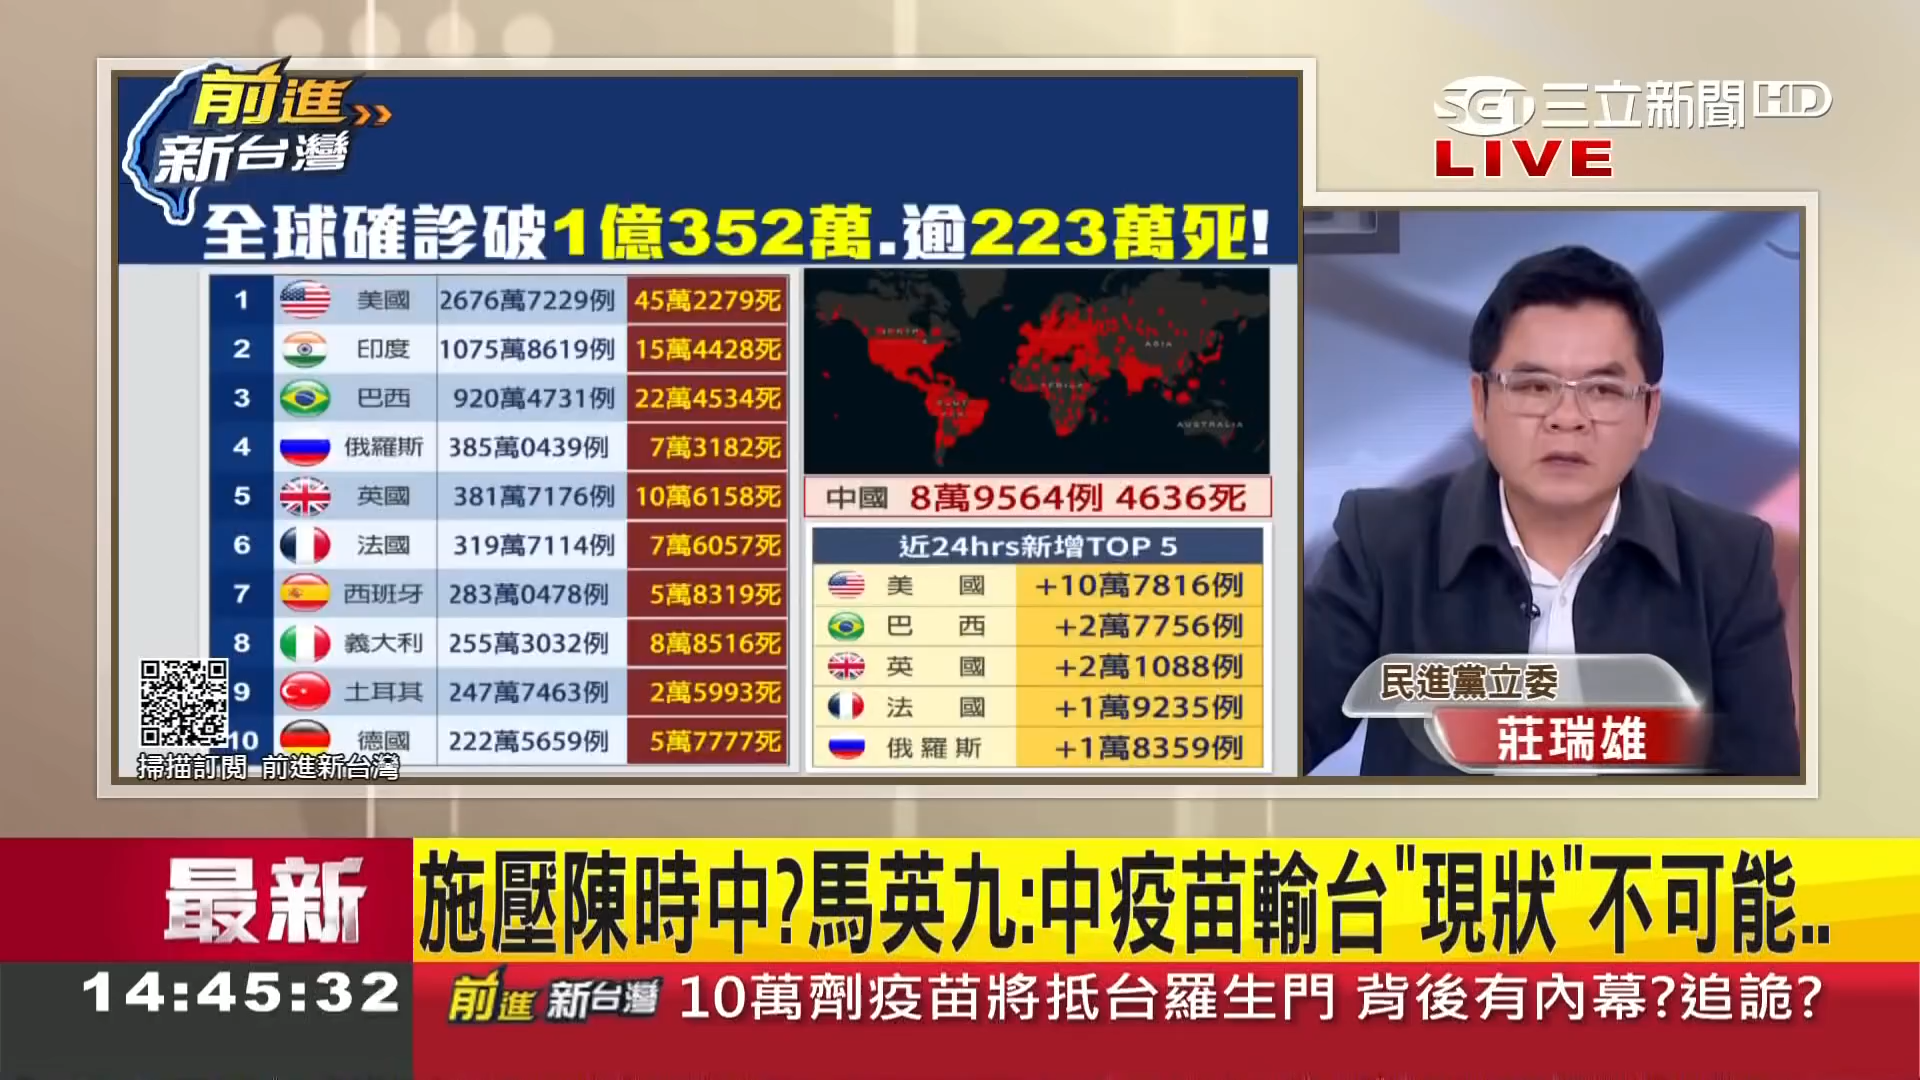 前進
新台灣
SET三立新聞HD
LIVE
全球確診破1億352萬.逾223萬死!
1 美國 2676萬7229例 45萬2279死
2 印度 1075萬8619例 15萬4428死
3 巴西 920萬4731例 22萬4534死
4 俄羅斯 385萬0439例 7萬3182死
5 英國 381萬7176例 10萬6158死
6 法國 319萬7114例 7萬6057死
7 西班牙 283萬0478例 5萬8319死
8 義大利 255萬3032例 8萬8516死
9 土耳其 247萬7463例 2萬5993死
10 德國 222萬5659例 5萬7777死
掃描訂閱 前進新台灣
ASIA
AFRICA
AUSTRALIA
中國 8萬9564例 4636死
近24hrs新增TOP 5
美國 +10萬7816例
巴西 +2萬7756例
英國 +2萬1088例
法國 +1萬9235例
俄羅斯 +1萬8359例
民進黨立委
莊瑞雄
最新
施壓陳時中?馬英九:中疫苗輸台"現狀"不可能..
14:45:32
前進新台灣 10萬劑疫苗將抵台羅生門 背後有內幕?追詭?